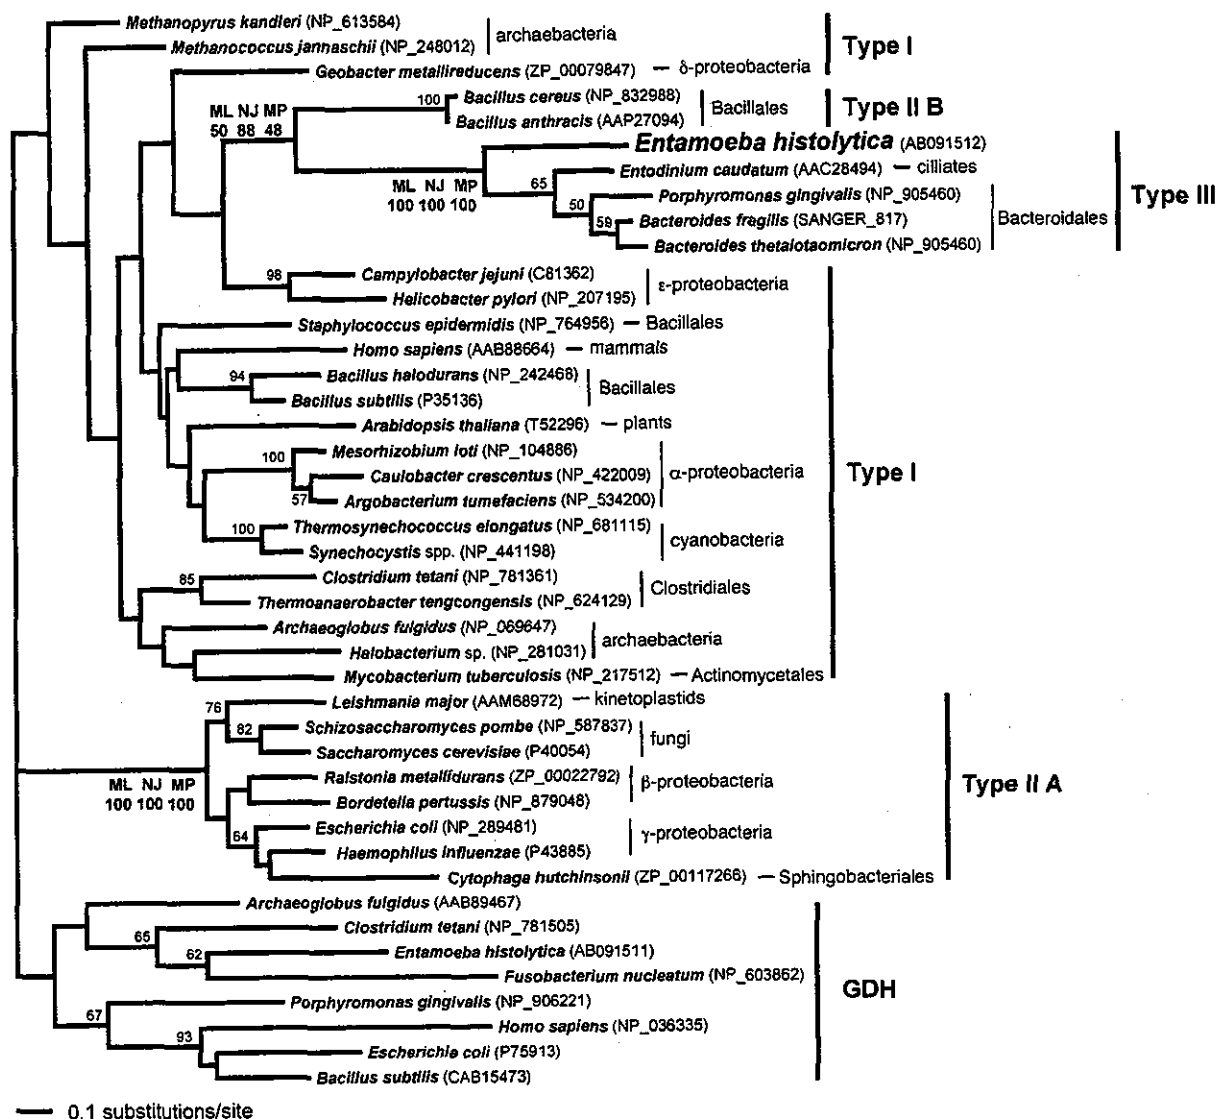 Methanopyrus kandleri (NP_613584)
Methanococcus jannaschii (NP_248012)
archaebacteria
Type I
Geobacter metallireducens (ZP_00079847) — δ-proteobacteria
100
Bacillus cereus (NP_832988)
Bacillus anthracis (AAP27094)
Bacillales
Type II B
ML NJ MP
50 88 48
Entamoeba histolytica (AB091512)
Entodinium caudatum (AAC28494) — cilliates
ML NJ MP
100 100 100
65
Porphyromonas gingivalis (NP_905460)
50
Bacteroides fragilis (SANGER_817)
59
Bacteroides thetaiotaomicron (NP_905460)
Bacteroidales
Type III
98
Campylobacter jejuni (C81362)
Helicobacter pylori (NP_207195)
ε-proteobacteria
Staphylococcus epidermidis (NP_764956) — Bacillales
Homo sapiens (AAB88664) — mammals
94
Bacillus halodurans (NP_242468)
Bacillus subtilis (P35136)
Bacillales
Arabidopsis thaliana (T52296) — plants
100
Mesorhizobium loti (NP_104886)
Caulobacter crescentus (NP_422009)
57
Argobacterium tumefaciens (NP_534200)
α-proteobacteria
Type I
100
Thermosynechococcus elongatus (NP_681115)
Synechocystis spp. (NP_441198)
cyanobacteria
85
Clostridium tetani (NP_781361)
Thermoanaerobacter tengcongensis (NP_624129)
Clostridiales
Archaeoglobus fulgidus (NP_069647)
Halobacterium sp. (NP_281031)
archaebacteria
Mycobacterium tuberculosis (NP_217512) — Actinomycetales
76
Leishmania major (AAM68972) — kinetoplastids
82
Schizosaccharomyces pombe (NP_587837)
Saccharomyces cerevisiae (P40054)
fungi
ML NJ MP
100 100 100
Ralstonia metallidurans (ZP_00022792)
Bordetella pertussis (NP_879048)
β-proteobacteria
Type II A
64
Escherichia coli (NP_289481)
Haemophilus influenzae (P43885)
γ-proteobacteria
Cytophaga hutchinsonii (ZP_00117266) — Sphingobacteriales
Archaeoglobus fulgidus (AAB89467)
65
Clostridium tetani (NP_781505)
62
Entamoeba histolytica (AB091511)
Fusobacterium nucleatum (NP_603862)
GDH
67
Porphyromonas gingivalis (NP_906221)
93
Homo sapiens (NP_036335)
Escherichia coli (P75913)
Bacillus subtilis (CAB15473)
0.1 substitutions/site